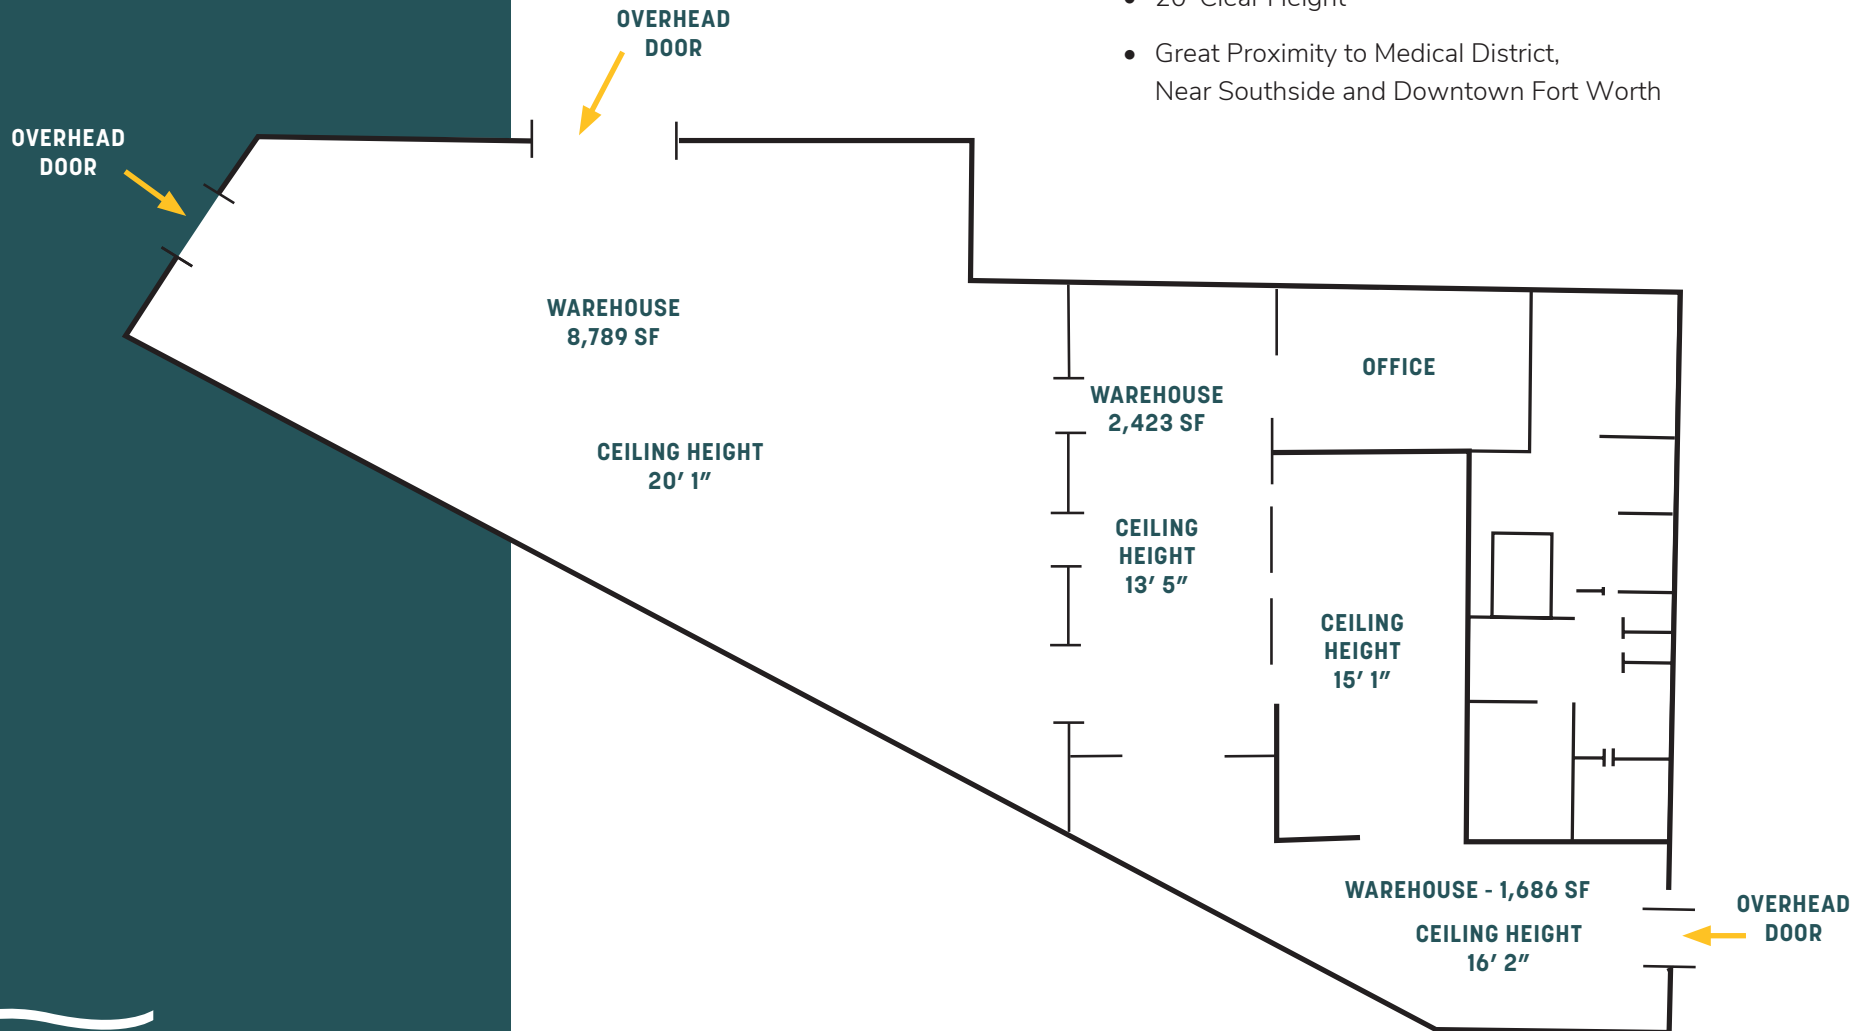 Great Proximity to Medical District,
Near Southside and Downtown Fort Worth
OVERHEAD
DOOR
OVERHEAD
DOOR
WAREHOUSE
8,789 SF
CEILING HEIGHT
20' 1"
WAREHOUSE
2,423 SF
CEILING
HEIGHT
13' 5"
OFFICE
CEILING
HEIGHT
15' 1"
WAREHOUSE - 1,686 SF
CEILING HEIGHT
16' 2"
OVERHEAD
DOOR